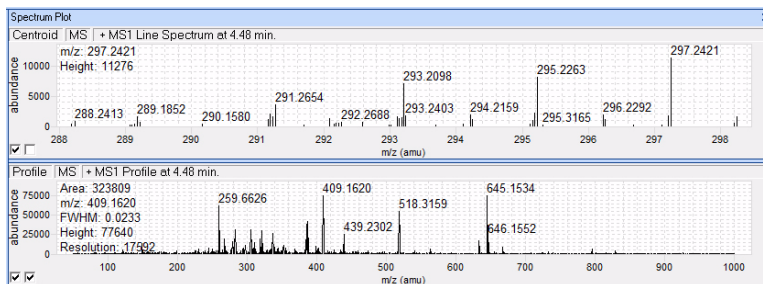 Spectrum Plot
Centroid MS + MS1 Line Spectrum at 4.48 min.
m/z: 297.2421
Height: 11276
297.2421
295.2263
293.2098
291.2654
293.2403
294.2159
296.2292
288.2413
289.1852
290.1580
292.2688
295.3165
abundance
10000
5000
0
288 289 290 291 292 293 294 295 296 297 298
m/z (amu)
Profile MS + MS1 Profile at 4.48 min.
Area: 323809
m/z: 409.1620
FWHM: 0.0233
Height: 77640
Resolution: 17592
259.6626
409.1620
439.2302
518.3159
645.1534
646.1552
abundance
75000
50000
25000
0
100 200 300 400 500 600 700 800 900 1000
m/z (amu)